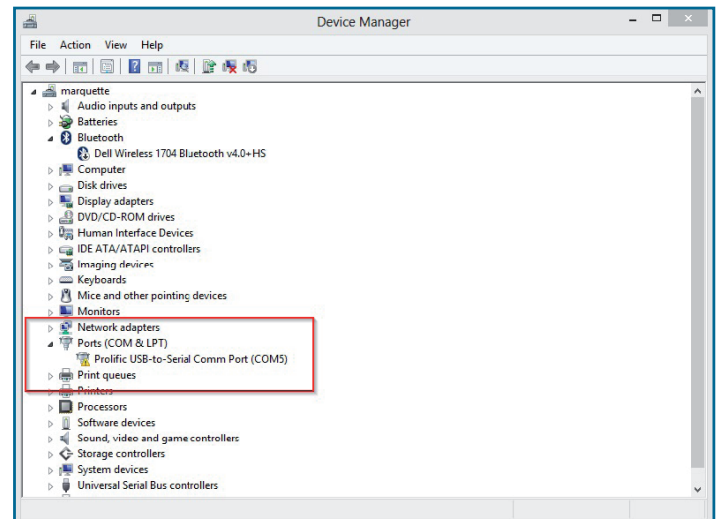 Device Manager
File Action View Help
marquette
Audio inputs and outputs
Batteries
Bluetooth
Dell Wireless 1704 Bluetooth v4.0+HS
Computer
Disk drives
Display adapters
DVD/CD-ROM drives
Human Interface Devices
IDE ATA/ATAPI controllers
Imaging devices
Keyboards
Mice and other pointing devices
Monitors
Network adapters
Ports (COM & LPT)
Prolific USB-to-Serial Comm Port (COM5)
Print queues
Printers
Processors
Software devices
Sound, video and game controllers
Storage controllers
System devices
Universal Serial Bus controllers